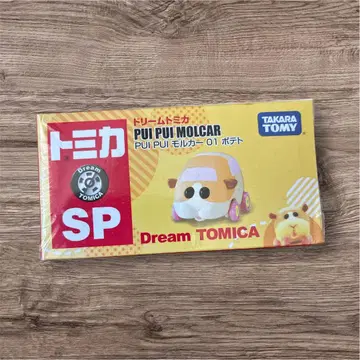 トミカ
Dream
TOMICA
SP
ドリームトミカ
PUI PUI MOLCAR
PUI PUI モルカー 01 ポテト
TAKARA
TOMY
Dream TOMICA